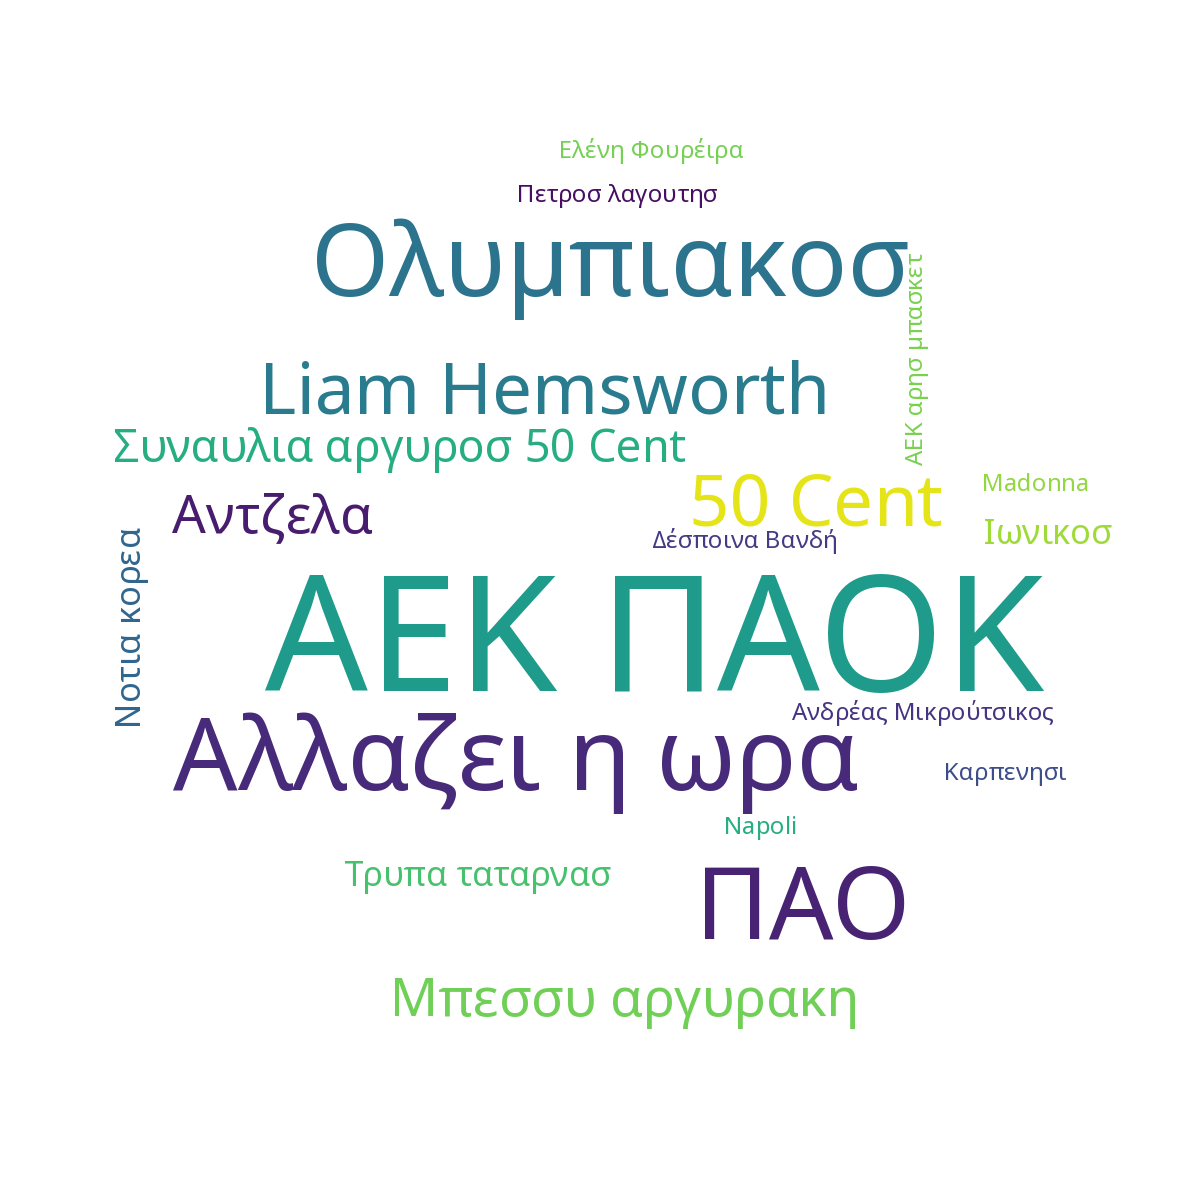 Ελένη Φουρέιρα
Πετροσ λαγουτησ
Ολυμπιακοσ
ΑΕΚ αρησ μπασκετ
Liam Hemsworth
Συναυλια αργυροσ 50 Cent
50 Cent
Madonna
Αντζελα
Ιωνικοσ
Δέσποινα Βανδή
Νοτια κορεα
ΑΕΚ ΠΑΟΚ
Ανδρέας Μικρούτσικος
Αλλαζει η ωρα
Καρπενησι
Napoli
Τρυπα ταταρνασ
ΠΑΟ
Μπεσσυ αργυρακη